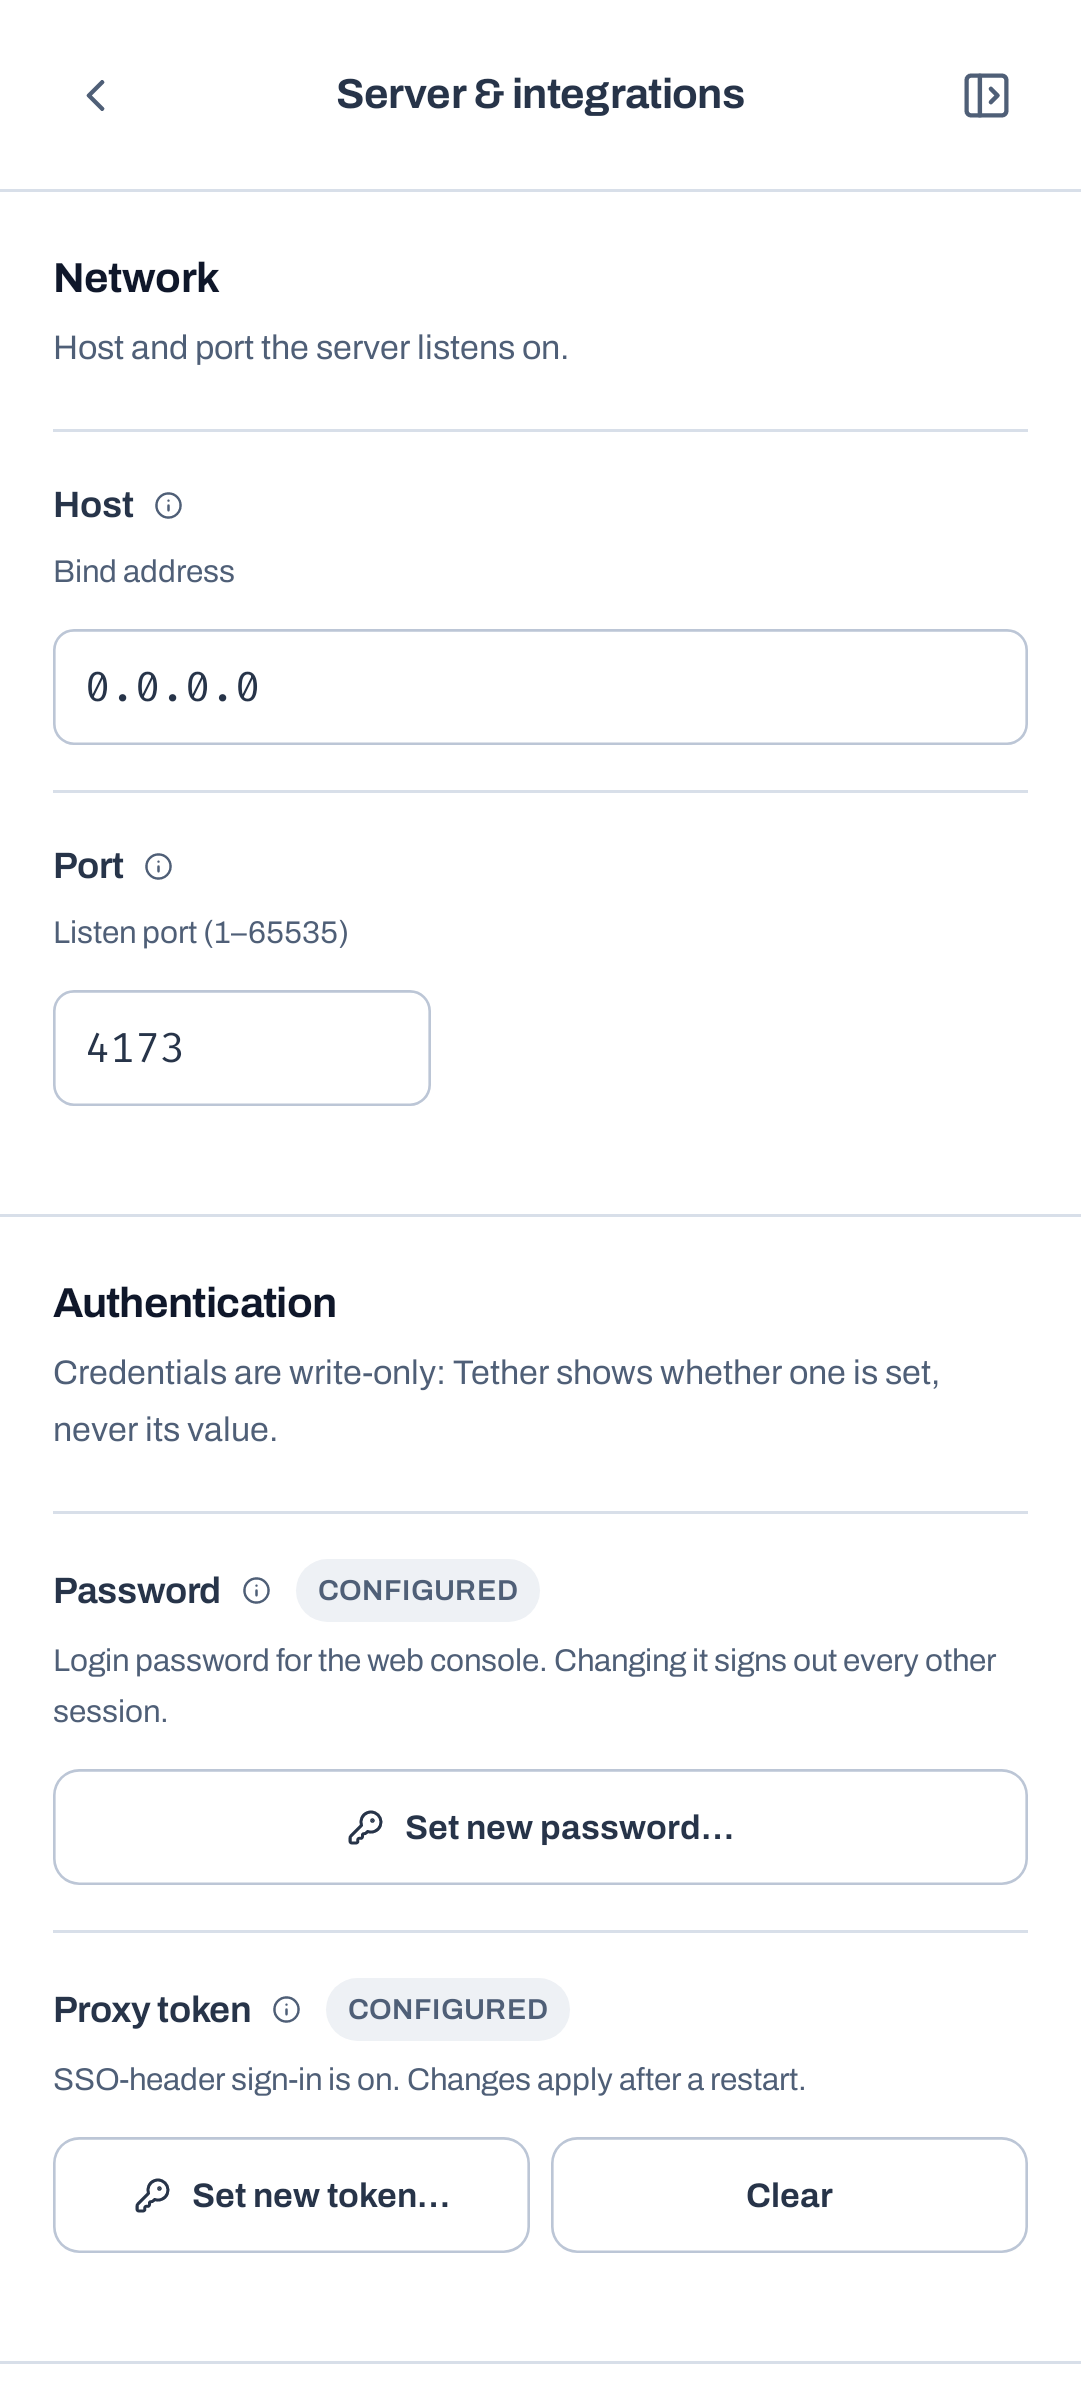 Server & integrations
Network
Host and port the server listens on.
Host
Bind address
0.0.0.0
Port
Listen port (1–65535)
4173
Authentication
Credentials are write-only: Tether shows whether one is set,
never its value.
Password CONFIGURED
Login password for the web console. Changing it signs out every other
session.
Set new password...
Proxy token CONFIGURED
SSO-header sign-in is on. Changes apply after a restart.
Set new token...
Clear